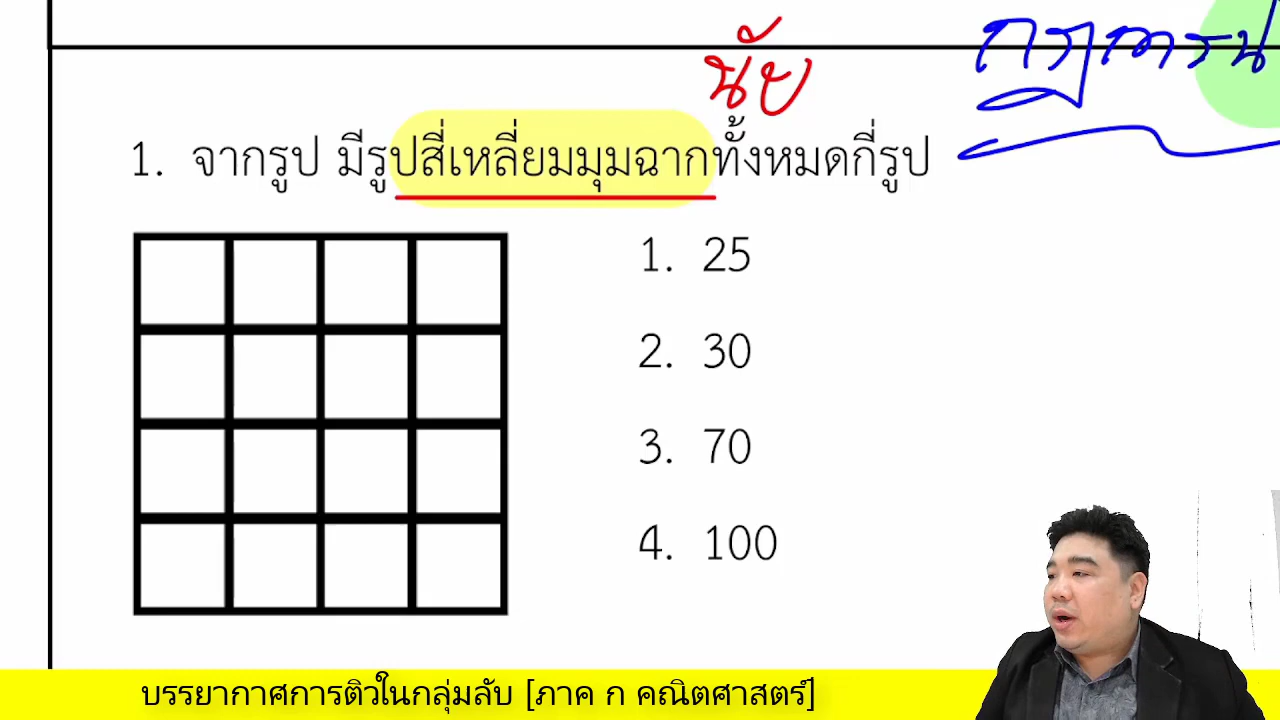 นัย
1. จากรูป มีรูปสี่เหลี่ยมมุมฉากทั้งหมดกี่รูป
1. 25
2. 30
3. 70
4. 100
บรรยากาศการติวในกลุ่มลับ [ภาค ก คณิตศาสตร์]